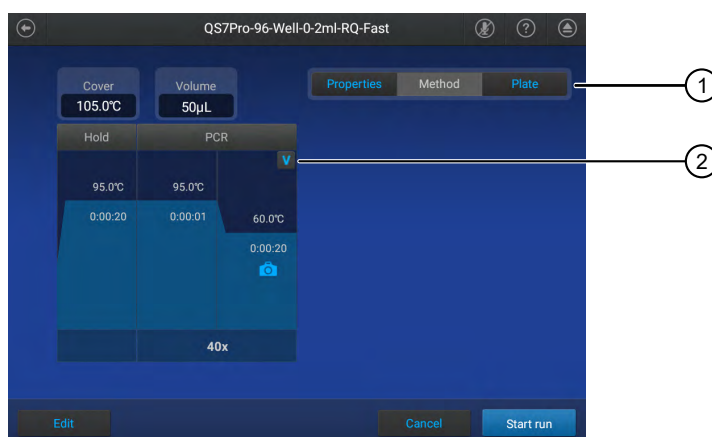 QS7Pro-96-Well-0-2ml-RQ-Fast
?
Cover
105.0℃
Volume
50µL
Properties Method Plate
1
Hold PCR
V
2
95.0℃ 95.0℃
0:00:20 0:00:01 60.0℃
0:00:20
40x
Edit Cancel Start run